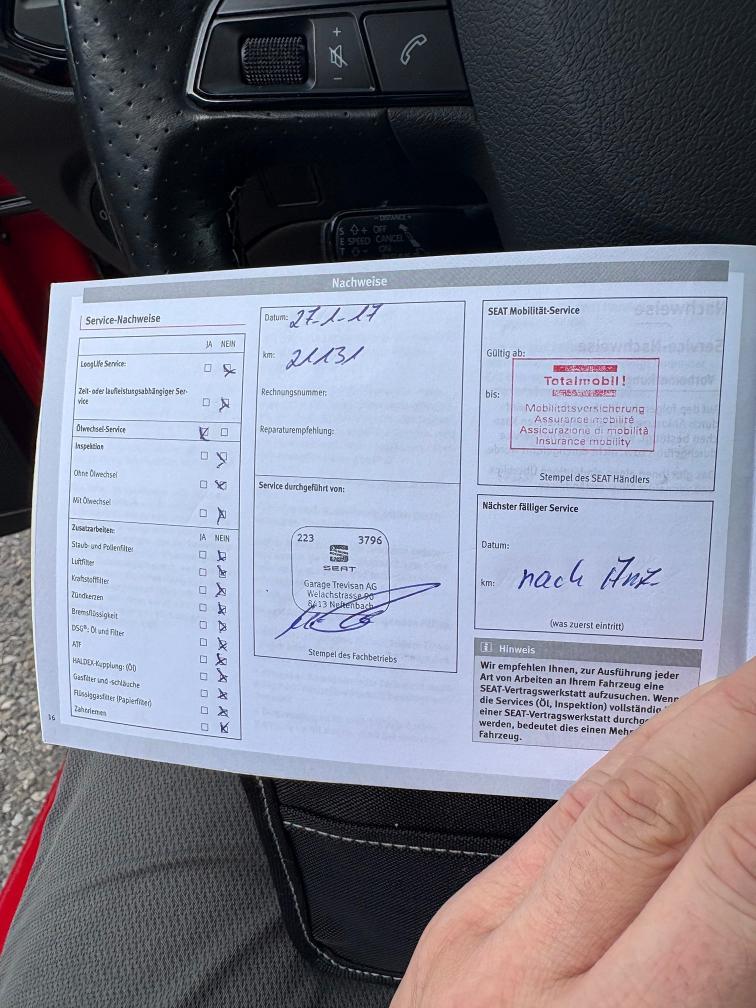 +
−
DISTANCE
S + OFF
E SPEED CANCEL
T − ON
Nachweise
Service-Nachweise
JA NEIN
LongLife Service:
Zeit- oder laufleistungsabhängiger Ser-
vice
Ölwechsel-Service
Inspektion
Ohne Ölwechsel
Mit Ölwechsel
Zusatzarbeiten:
JA NEIN
Staub- und Pollenfilter
Luftfilter
Kraftstofffilter
Zündkerzen
Bremsflüssigkeit
DSG®: Öl und Filter
ATF
HALDEX-Kupplung: (Öl)
Gasfilter und -schläuche
Flüssiggasfilter (Papierfilter)
Zahnriemen
16
Datum: 27-1-17
km: 21131
Rechnungsnummer:
Reparaturempfehlung:
Service durchgeführt von:
223 3796
SEAT
Garage Trevisan AG
Welachstrasse 90
8413 Neftenbach
Stempel des Fachbetriebs
SEAT Mobilität-Service
Gültig ab:
bis:
Totalmobil!
Mobilitätsversicherung
Assurance mobilité
Assicurazione di mobilità
Insurance mobility
Stempel des SEAT Händlers
Nächster fälliger Service
Datum:
km: nach Anz.
(was zuerst eintritt)
i Hinweis
Wir empfehlen Ihnen, zur Ausführung jeder
Art von Arbeiten an Ihrem Fahrzeug eine
SEAT-Vertragswerkstatt aufzusuchen. Wenn
die Services (Öl, Inspektion) vollständig
einer SEAT-Vertragswerkstatt
werden, bedeutet dies einen
Fahrzeug.